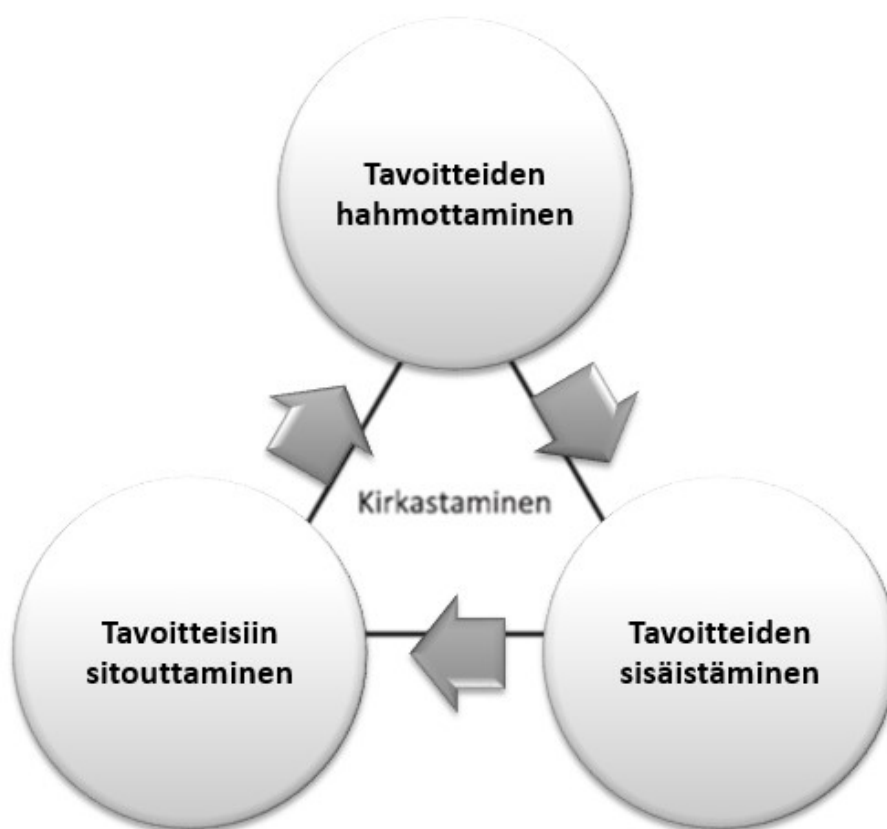 Tavoitteiden
hahmottaminen
Kirkastaminen
Tavoitteisiin
sitouttaminen
Tavoitteiden
sisäistäminen